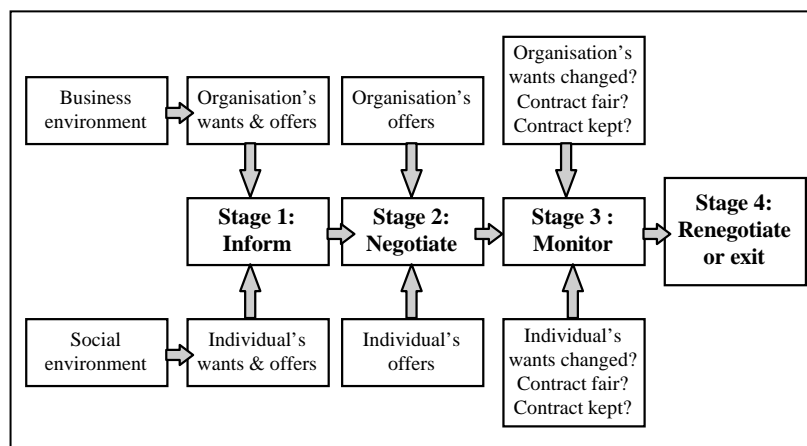 Business
environment
Organisation’s
wants & offers
Organisation’s
offers
Organisation’s
wants changed?
Contract fair?
Contract kept?
Stage 1:
Inform
Stage 2:
Negotiate
Stage 3 :
Monitor
Stage 4:
Renegotiate
or exit
Social
environment
Individual’s
wants & offers
Individual’s
offers
Individual’s
wants changed?
Contract fair?
Contract kept?